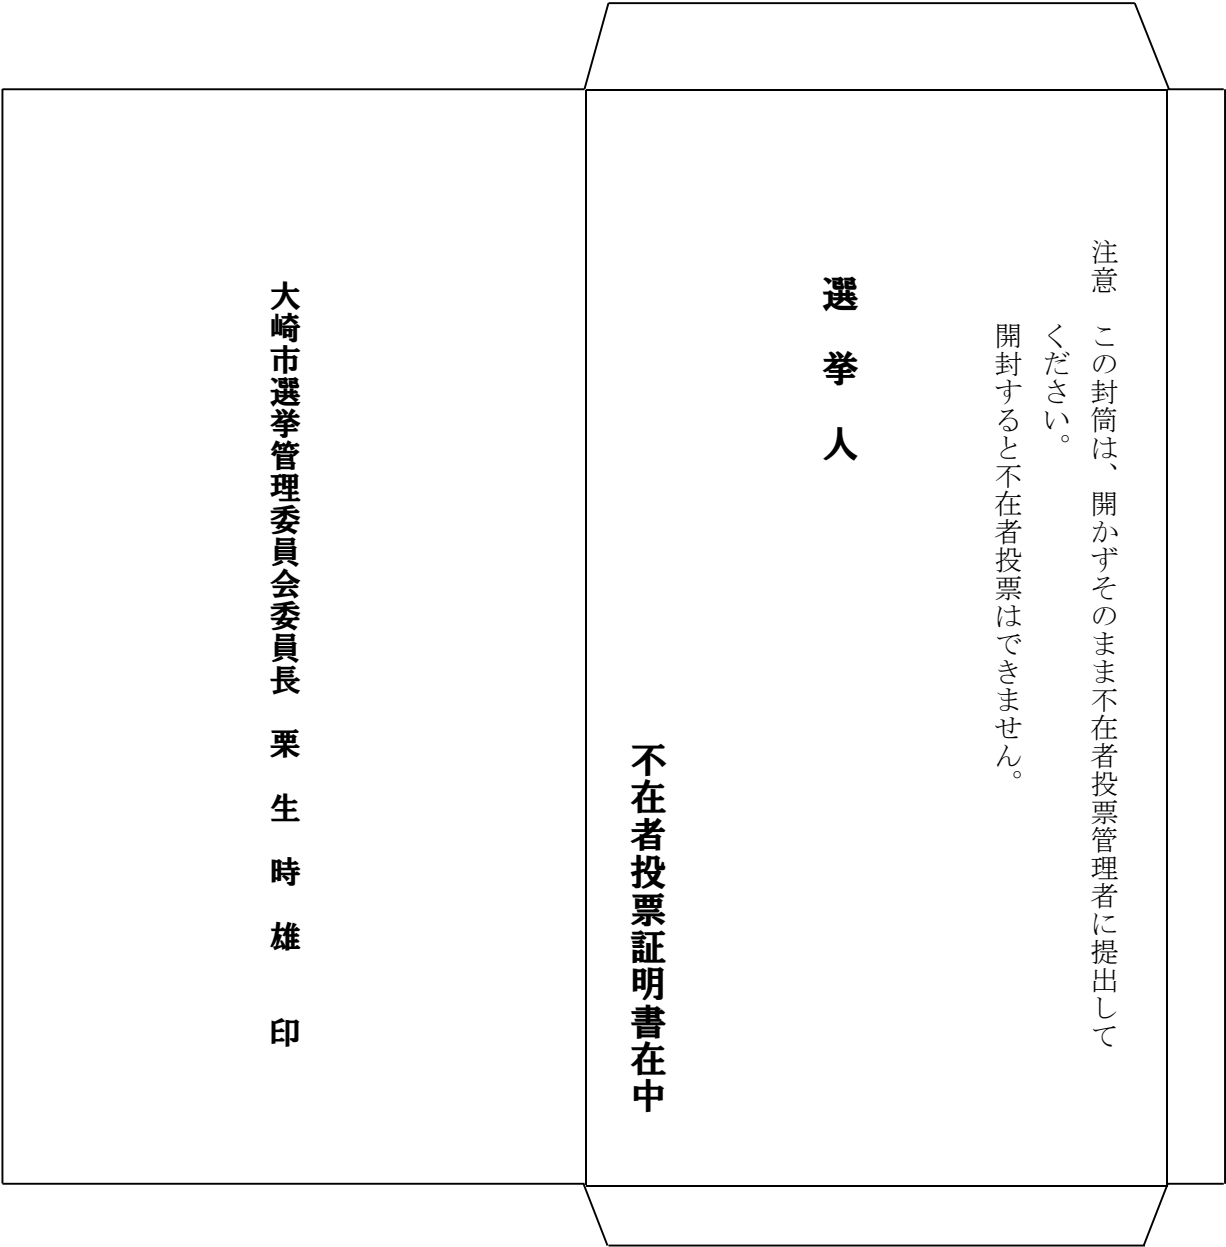 注意　この封筒は、開かずそのまま不在者投票管理者に提出して
ください。
開封すると不在者投票はできません。
選　挙　人
不在者投票証明書在中
大崎市選挙管理委員会委員長　栗　生　時　雄　　印